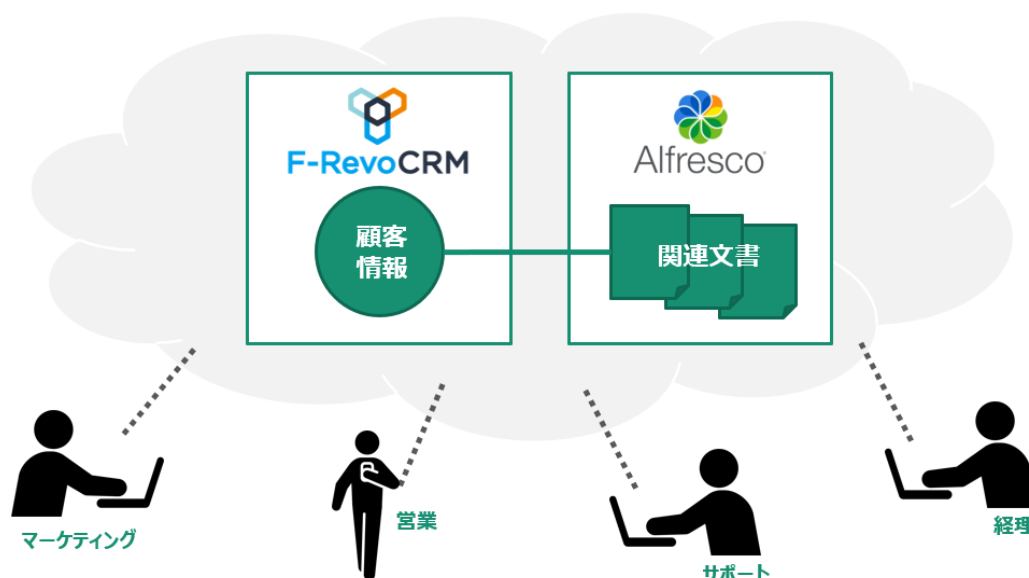 F-RevoCRM
Alfresco
顧客
情報
関連文書
マーケティング
営業
サポート
経理